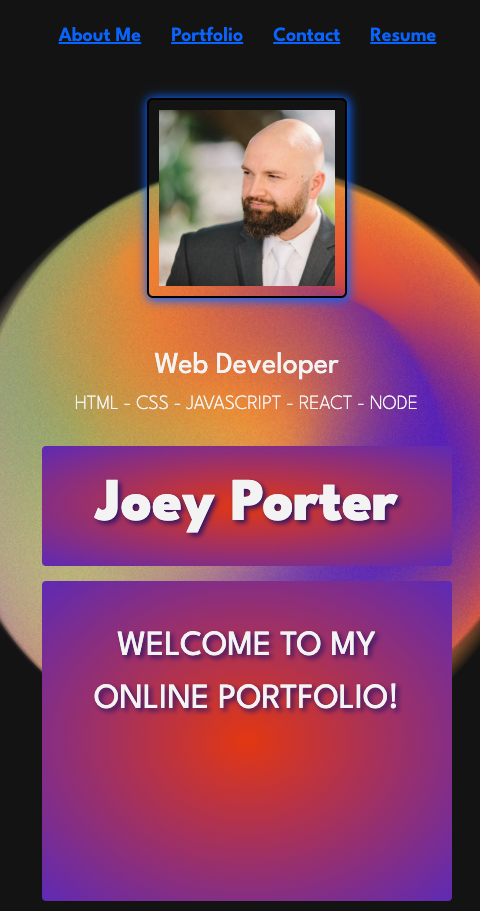 About Me Portfolio Contact Resume
Web Developer
HTML - CSS - JAVASCRIPT - REACT - NODE
Joey Porter
WELCOME TO MY
ONLINE PORTFOLIO!